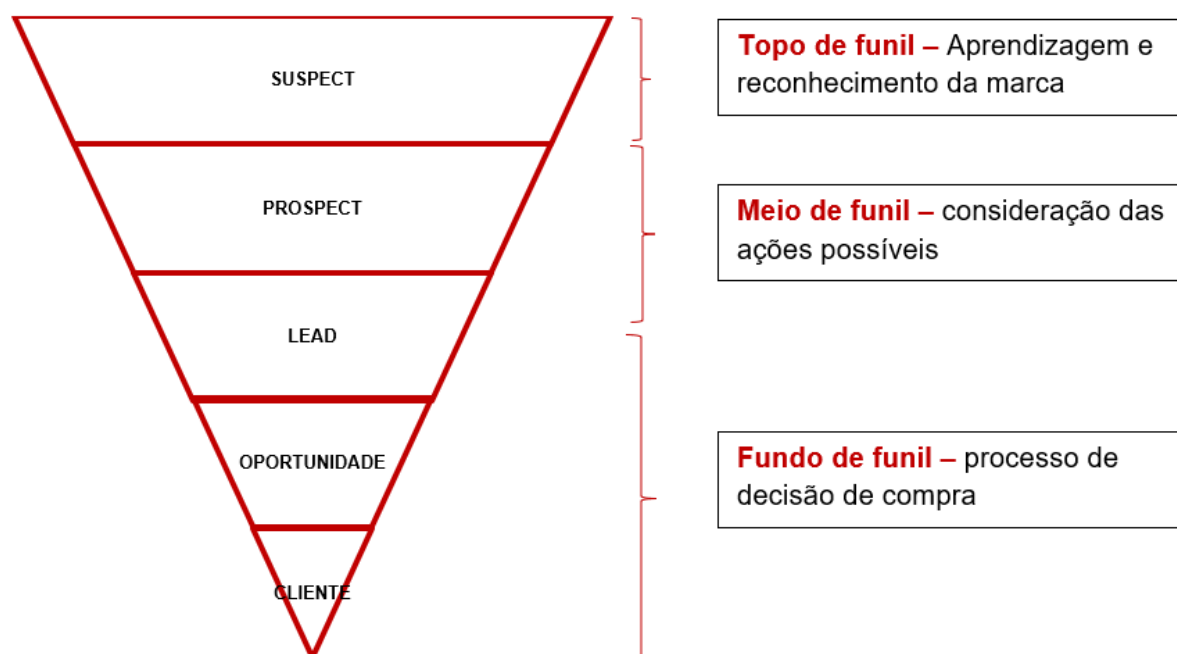 SUSPECT
PROSPECT
LEAD
OPORTUNIDADE
CLIENTE
Topo de funil – Aprendizagem e
reconhecimento da marca
Meio de funil – consideração das
ações possíveis
Fundo de funil – processo de
decisão de compra